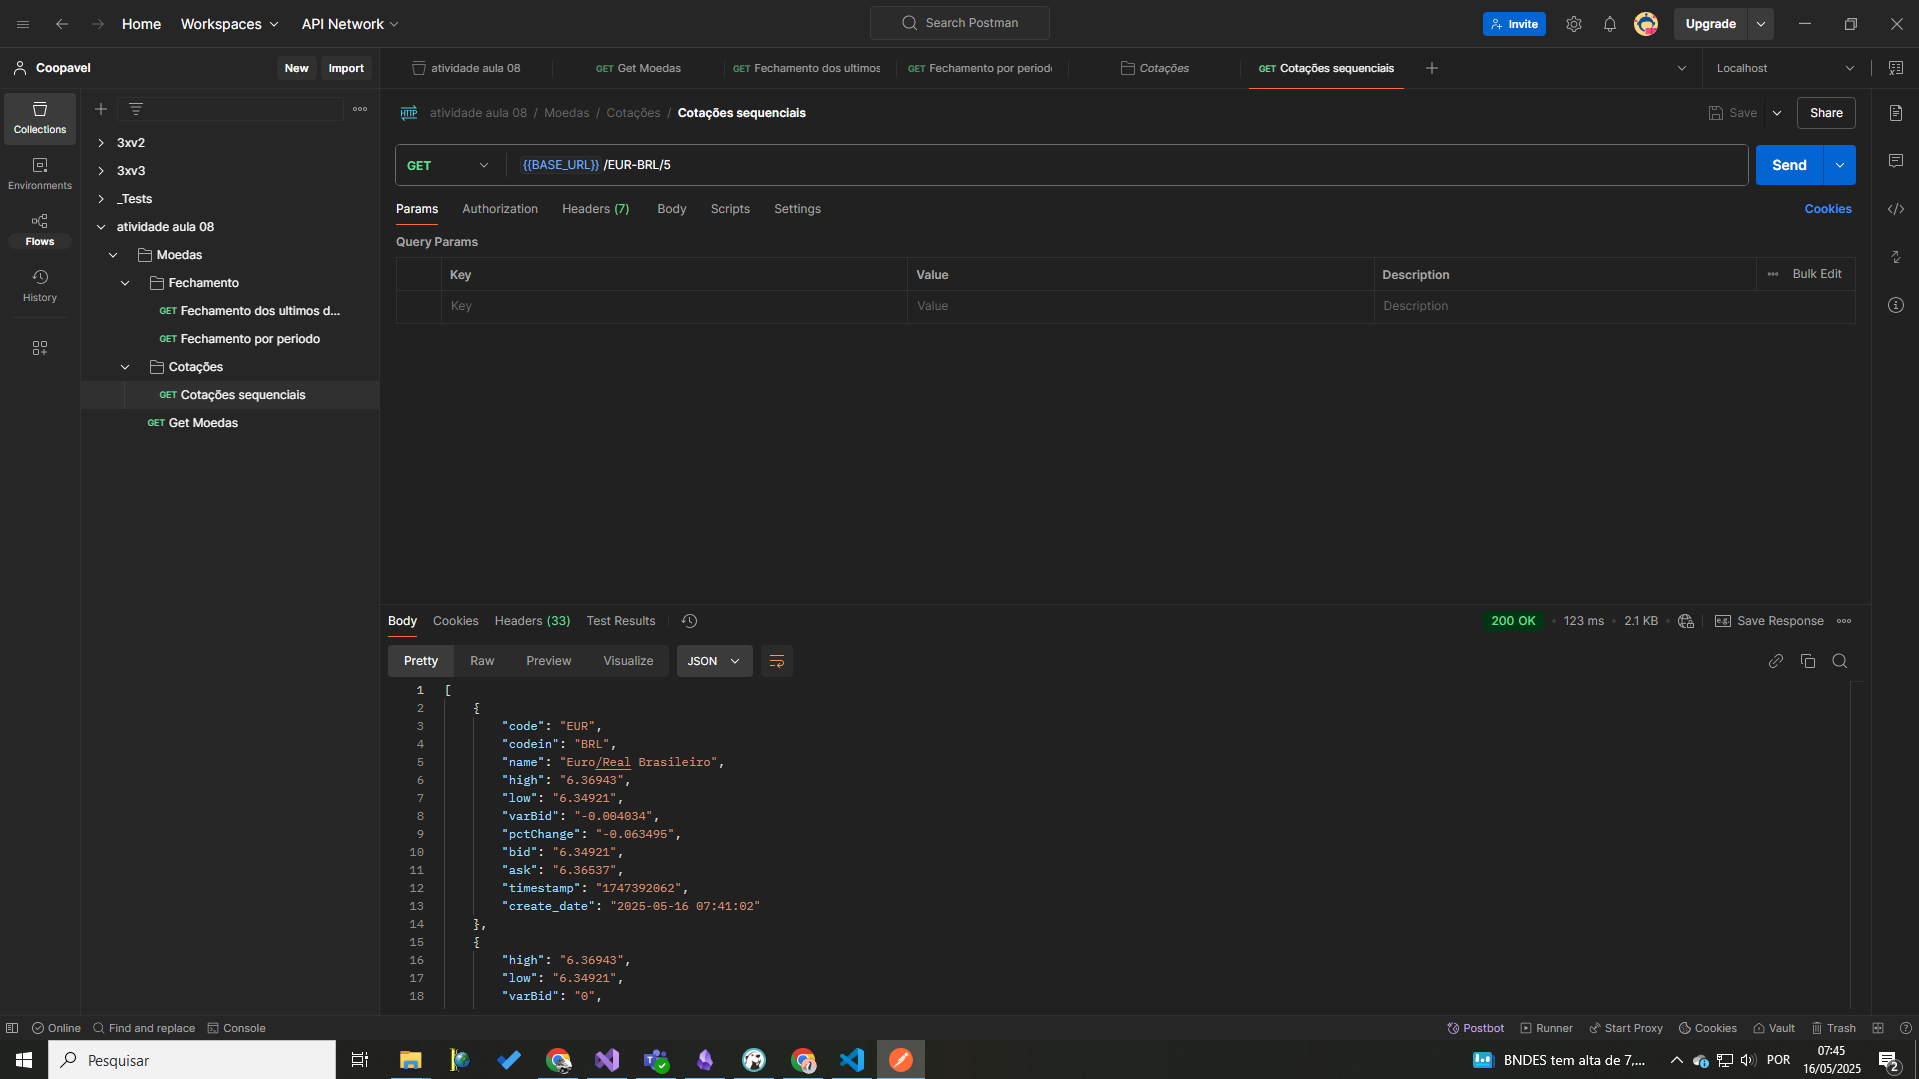 Home Workspaces API Network Search Postman Invite Upgrade
Coopavel New Import atividade aula 08 GET Get Moedas GET Fechamento dos ultimos GET Fechamento por period Cotações GET Cotações sequenciais Localhost
Collections
Environments
Flows
History
3xv2
3xv3
_Tests
atividade aula 08
Moedas
Fechamento
GET Fechamento dos ultimos d...
GET Fechamento por periodo
Cotações
GET Cotações sequenciais
GET Get Moedas
HTTP atividade aula 08 / Moedas / Cotações / Cotações sequenciais Save Share
GET {{BASE_URL}} /EUR-BRL/5 Send
Params Authorization Headers (7) Body Scripts Settings Cookies
Query Params
Key Value Description Bulk Edit
Key Value Description
Body Cookies Headers (33) Test Results 200 OK 123 ms 2.1 KB Save Response
Pretty Raw Preview Visualize JSON
1 [
2 {
3 "code": "EUR",
4 "codein": "BRL",
5 "name": "Euro/Real Brasileiro",
6 "high": "6.36943",
7 "low": "6.34921",
8 "varBid": "-0.004034",
9 "pctChange": "-0.063495",
10 "bid": "6.34921",
11 "ask": "6.36537",
12 "timestamp": "1747392062",
13 "create_date": "2025-05-16 07:41:02"
14 },
15 {
16 "high": "6.36943",
17 "low": "6.34921",
18 "varBid": "0",
Online Find and replace Console Postbot Runner Start Proxy Cookies Vault Trash
Pesquisar BNDES tem alta de 7,... POR 07:45
16/05/2025 2